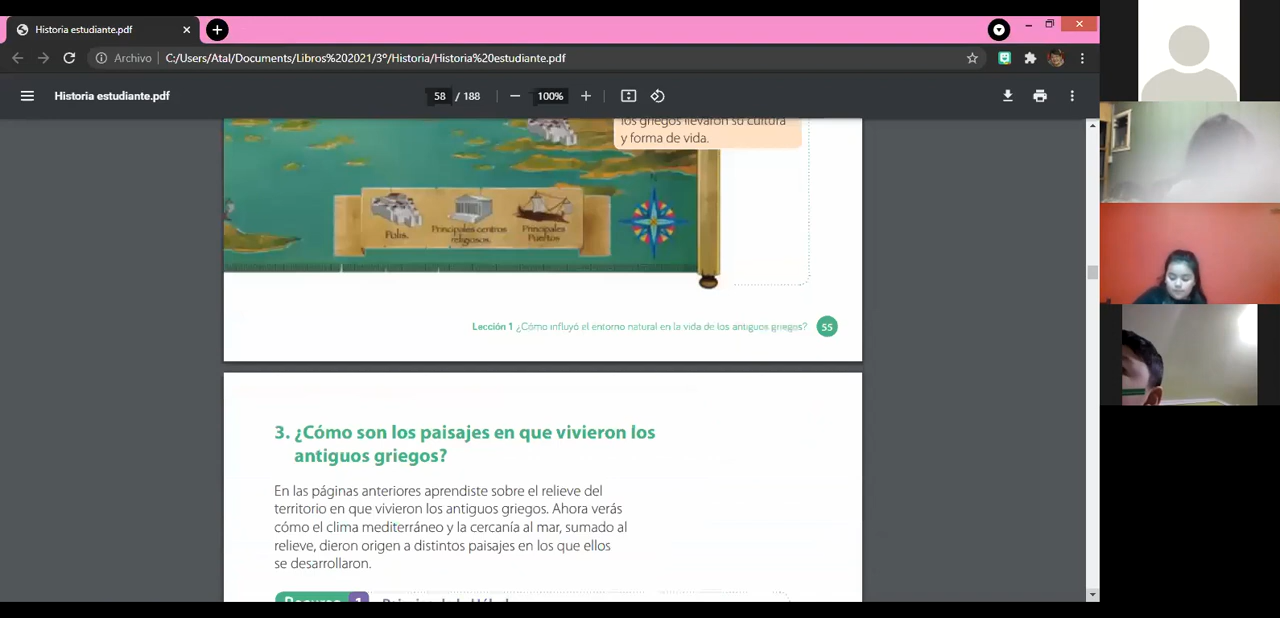 Historia estudiante.pdf
Archivo | C:/Users/Atal/Documents/Libros%202021/3º/Historia/Historia%20estudiante.pdf
Historia estudiante.pdf
58 / 188
100%
los griegos llevaron su cultura
y forma de vida.
Polis.
Principales centros religiosos.
Principales Puertos
Lección 1 ¿Cómo influyó el entorno natural en la vida de los antiguos griegos? 55
3. ¿Cómo son los paisajes en que vivieron los
antiguos griegos?
En las páginas anteriores aprendiste sobre el relieve del
territorio en que vivieron los antiguos griegos. Ahora verás
cómo el clima mediterráneo y la cercanía al mar, sumado al
relieve, dieron origen a distintos paisajes en los que ellos
se desarrollaron.